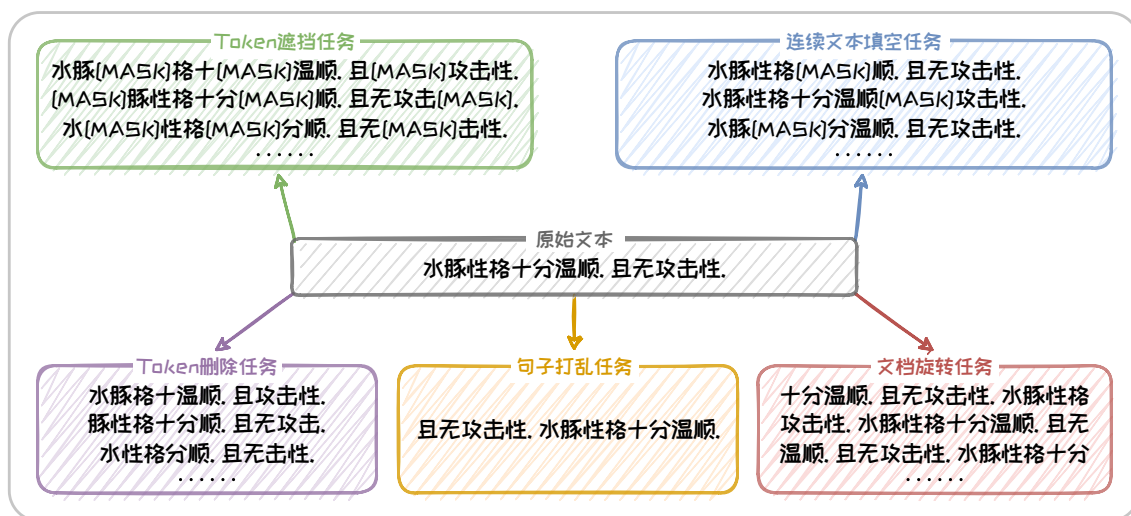 Token遮挡任务
水豚[MASK]格十[MASK]温顺, 且[MASK]攻击性.
[MASK]豚性格十分[MASK]顺, 且无攻击[MASK].
水[MASK]性格[MASK]分顺, 且无[MASK]击性.
......
连续文本填空任务
水豚性格[MASK]顺, 且无攻击性.
水豚性格十分温顺[MASK]攻击性.
水豚[MASK]分温顺, 且无攻击性.
......
原始文本
水豚性格十分温顺, 且无攻击性.
Token删除任务
水豚格十温顺, 且攻击性.
豚性格十分顺, 且无攻击.
水性格分顺, 且无击性.
......
句子打乱任务
且无攻击性, 水豚性格十分温顺.
文档旋转任务
十分温顺, 且无攻击性, 水豚性格
攻击性, 水豚性格十分温顺, 且无
温顺, 且无攻击性, 水豚性格十分
......